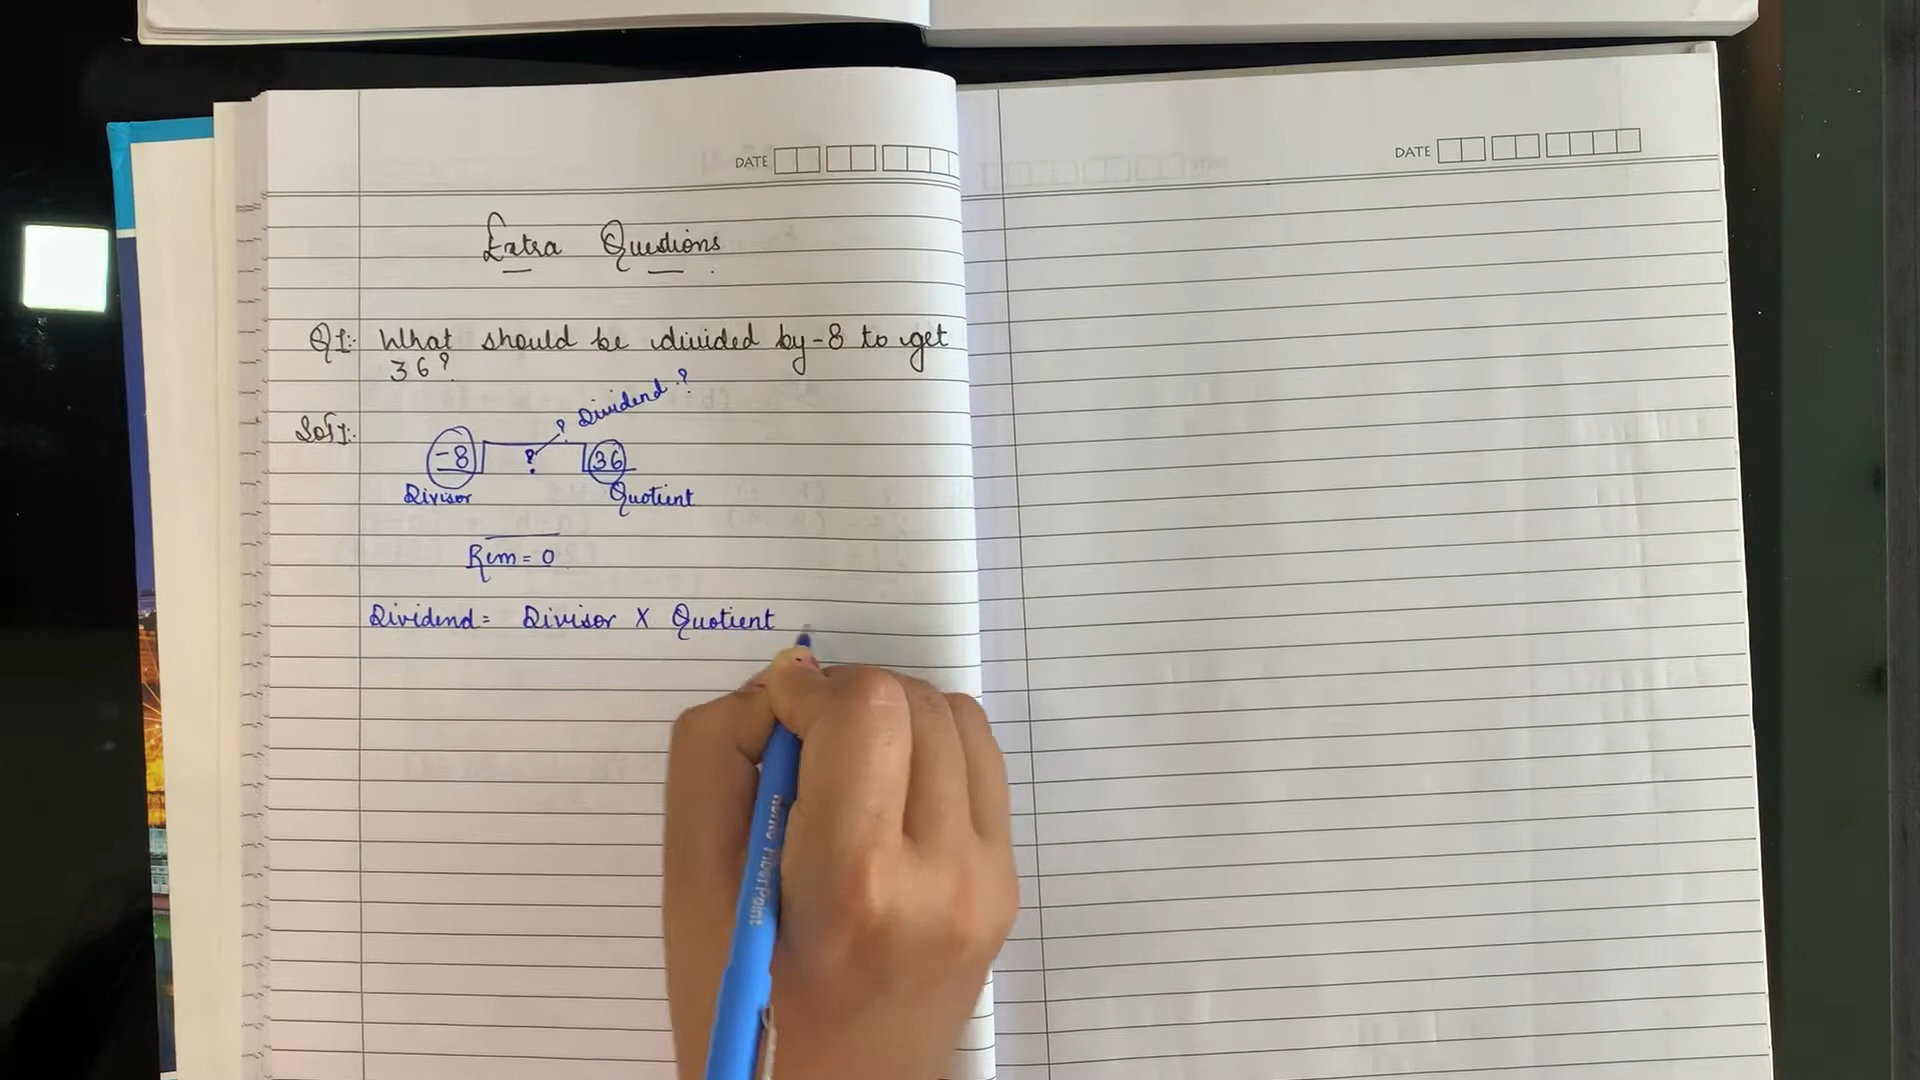 DATE
DATE
Extra Questions
Q1:- What should be divided by -8 to get
36?
Sol1:-
? Dividend ?
-8 ? 36
Divisor Quotient
Rem = 0
Dividend = Divisor X Quotient